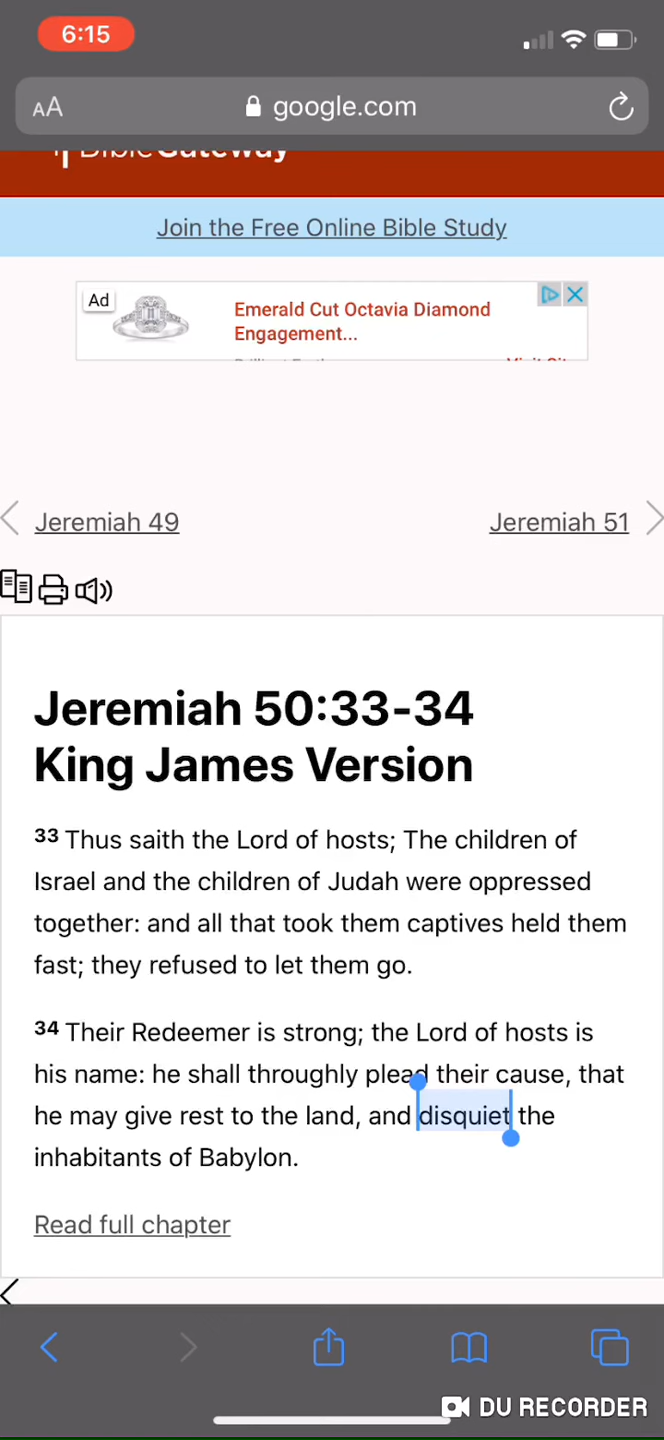 6:15
AA google.com
BibleGateway
Join the Free Online Bible Study
Ad
Emerald Cut Octavia Diamond
Engagement...
Jeremiah 49
Jeremiah 51
Jeremiah 50:33-34
King James Version
33 Thus saith the Lord of hosts; The children of
Israel and the children of Judah were oppressed
together: and all that took them captives held them
fast; they refused to let them go.
34 Their Redeemer is strong; the Lord of hosts is
his name: he shall throughly plead their cause, that
he may give rest to the land, and disquiet the
inhabitants of Babylon.
Read full chapter
DU RECORDER